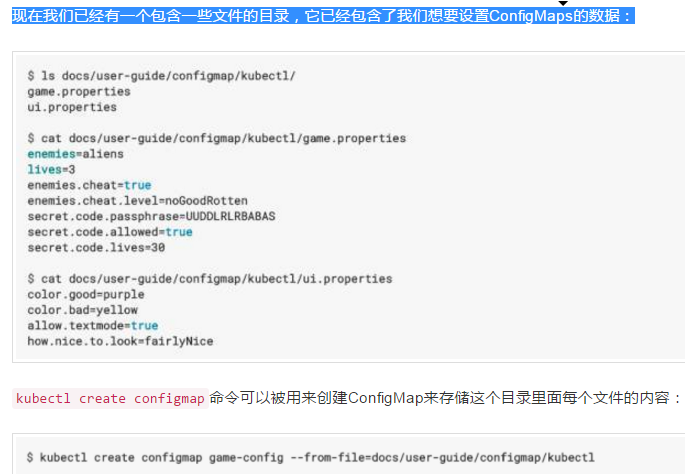 现在我们已经有一个包含一些文件的目录，它已经包含了我们想要设置ConfigMaps的数据：
$ ls docs/user-guide/configmap/kubectl/
game.properties
ui.properties
$ cat docs/user-guide/configmap/kubectl/game.properties
enemies=aliens
lives=3
enemies.cheat=true
enemies.cheat.level=noGoodRotten
secret.code.passphrase=UUDDLRLRBABAS
secret.code.allowed=true
secret.code.lives=30
$ cat docs/user-guide/configmap/kubectl/ui.properties
color.good=purple
color.bad=yellow
allow.textmode=true
how.nice.to.look=fairlyNice
kubectl create configmap 命令可以被用来创建ConfigMap来存储这个目录里面每个文件的内容：
$ kubectl create configmap game-config --from-file=docs/user-guide/configmap/kubectl